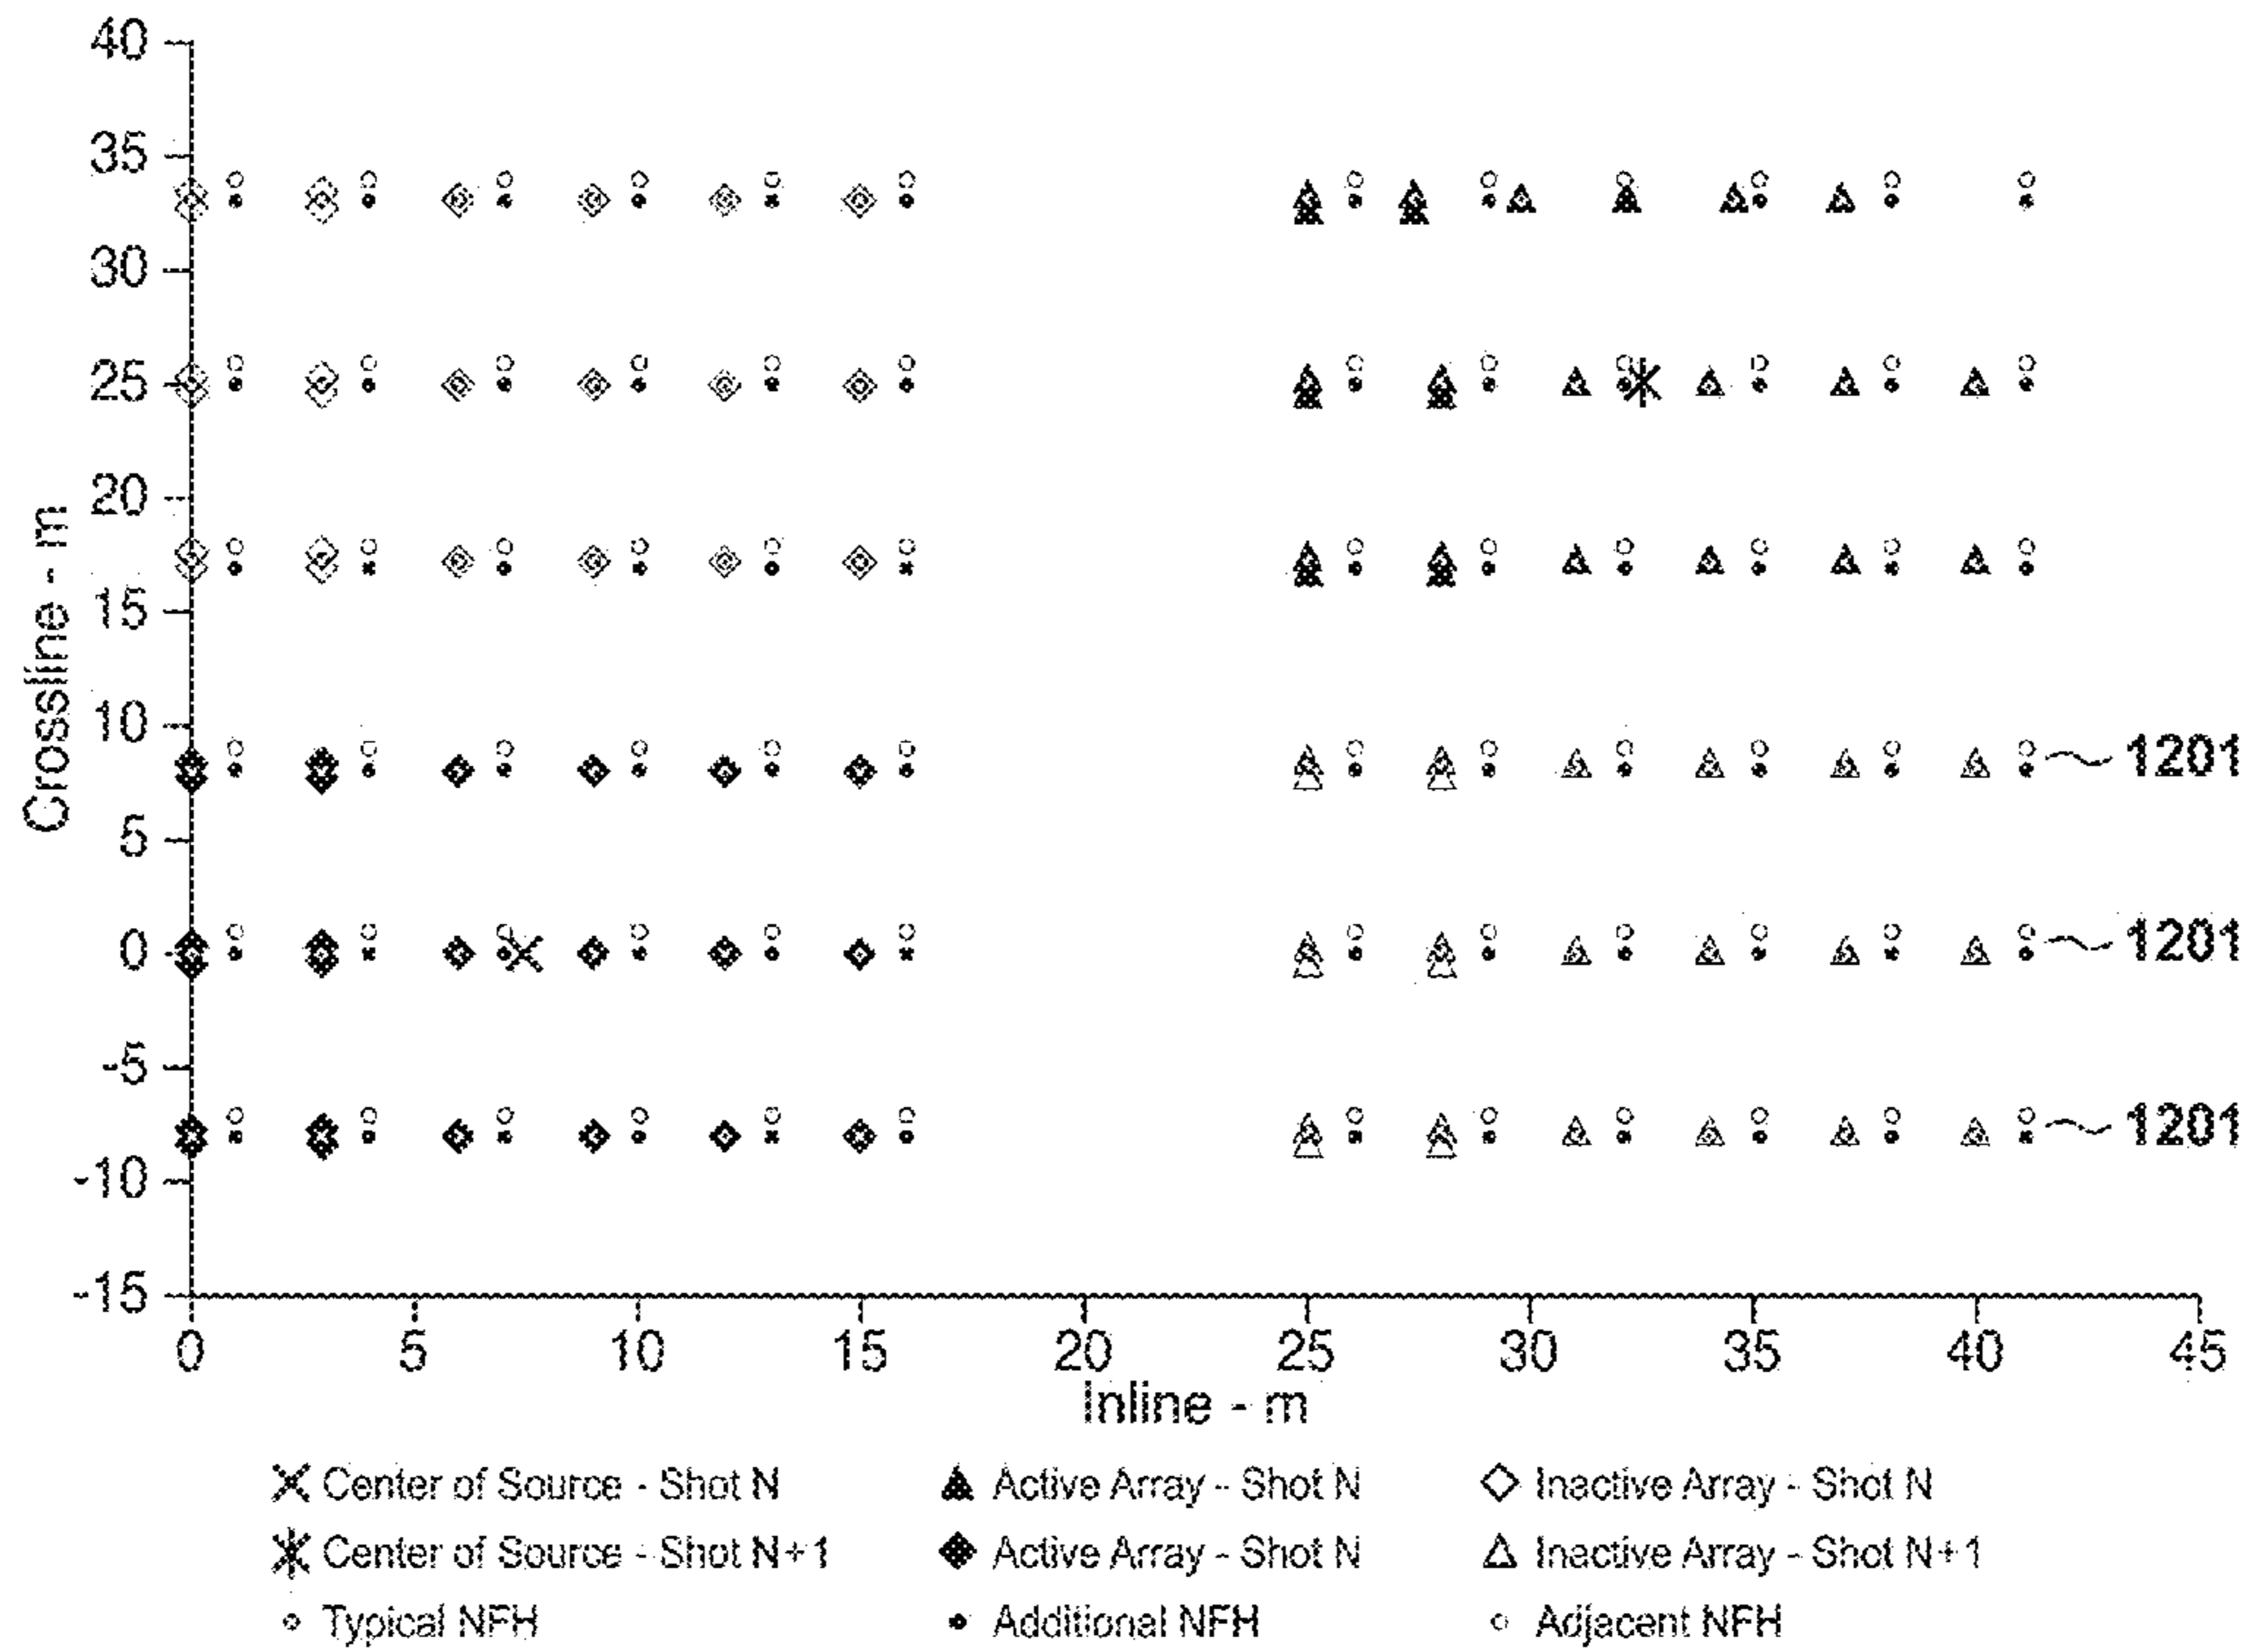 40
35
30
25
20
15
10
5
0
-5
-10
-15
Crossline - m
1201
1201
1201
0 5 10 15 20 25 30 35 40 45
Inline - m
Center of Source - Shot N
Active Array - Shot N
Inactive Array - Shot N
Center of Source - Shot N+1
Active Array - Shot N
Inactive Array - Shot N+1
Typical NFH
Additional NFH
Adjacent NFH